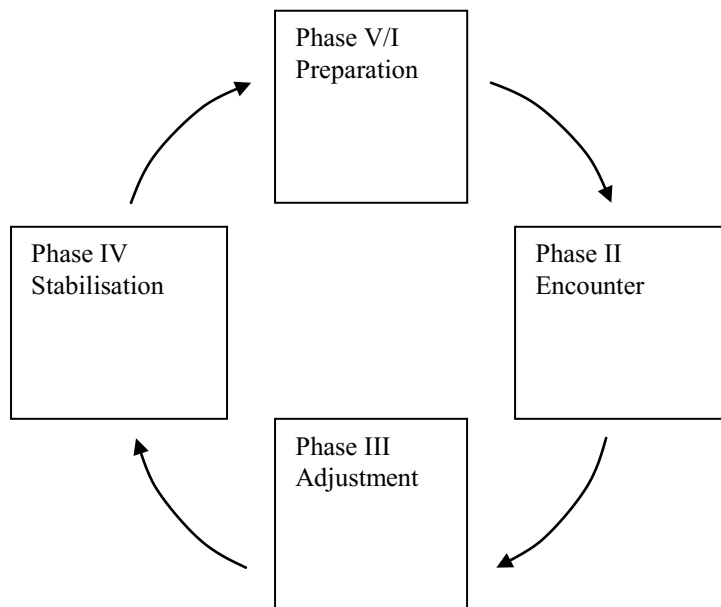 Phase V/I
Preparation
Phase II
Encounter
Phase III
Adjustment
Phase IV
Stabilisation